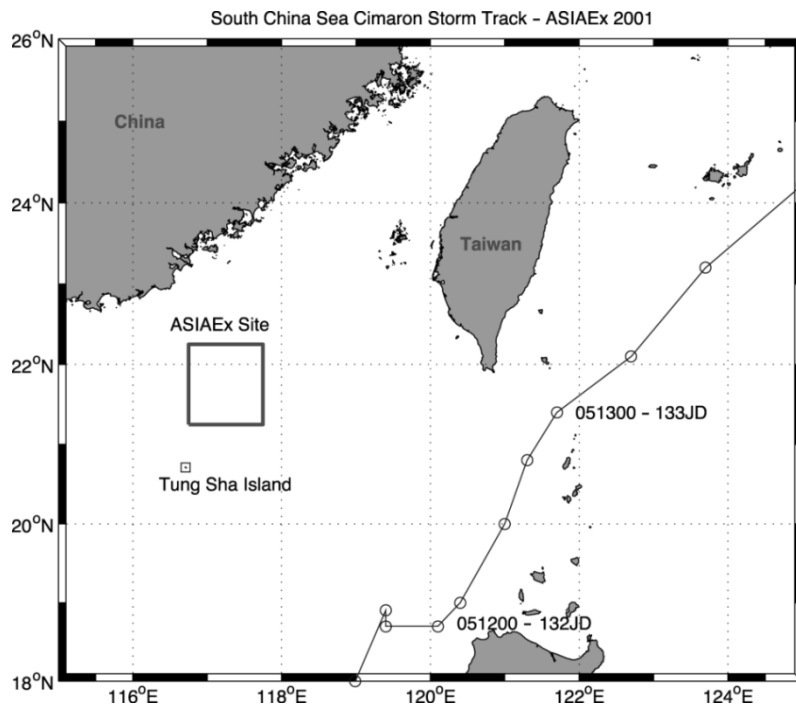 South China Sea Cimaron Storm Track - ASIAEx 2001
26°N
China
24°N
Taiwan
ASIAEx Site
22°N
051300 - 133JD
Tung Sha Island
20°N
051200 - 132JD
18°N
116°E 118°E 120°E 122°E 124°E